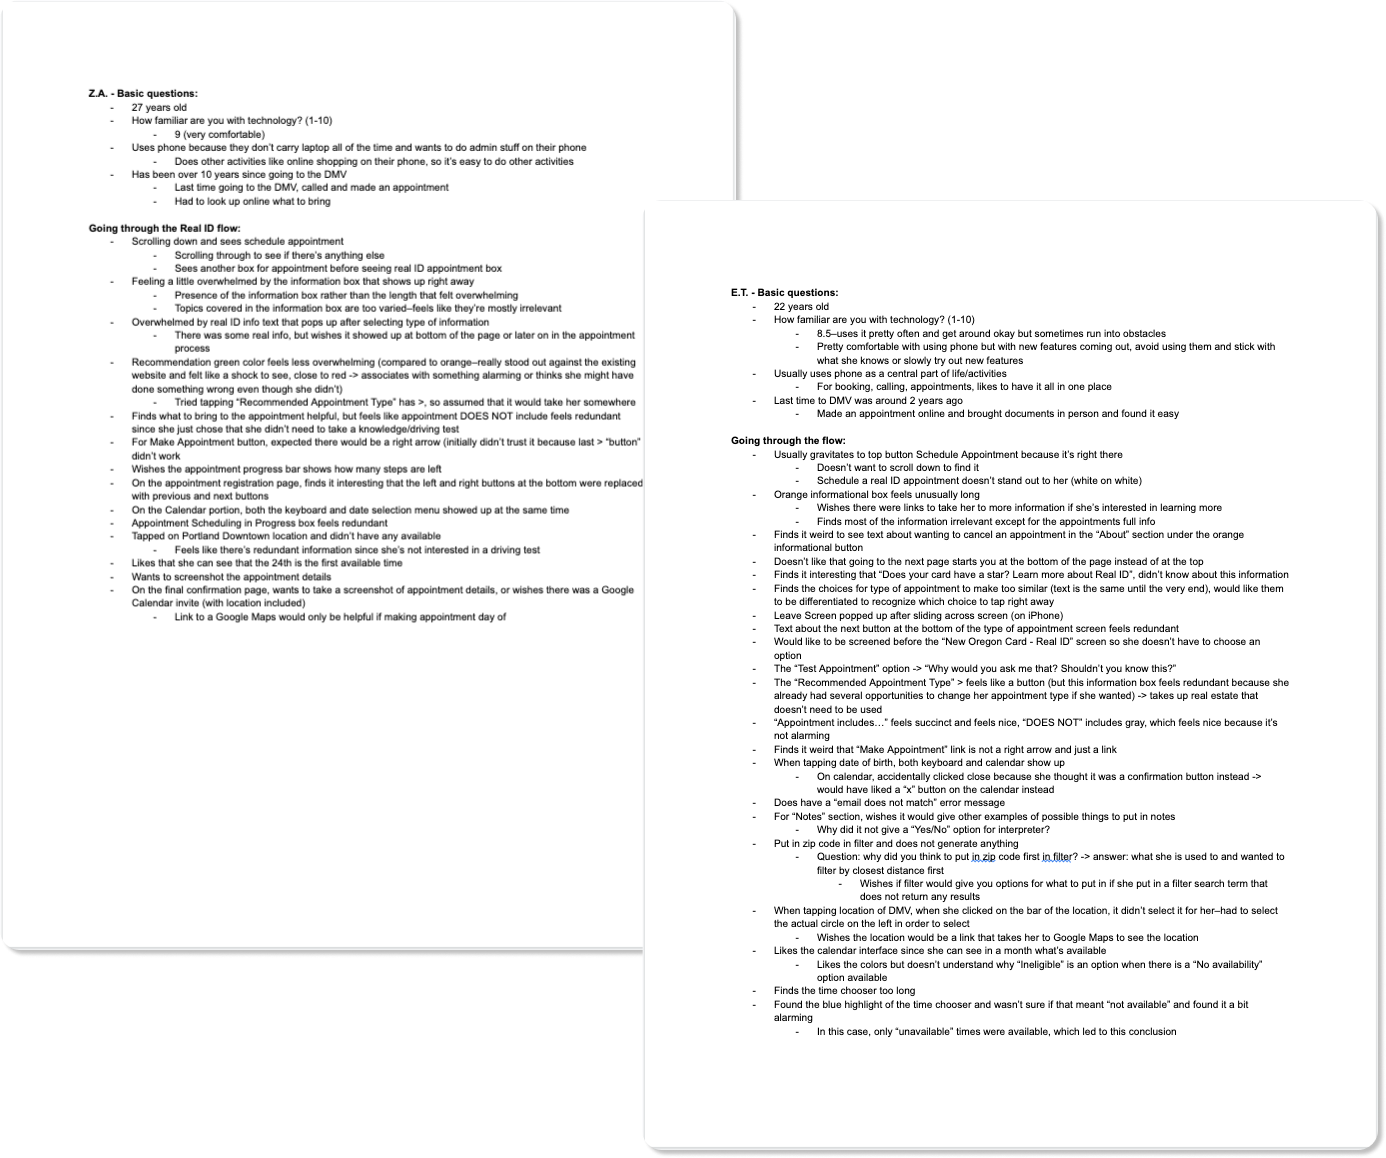 Z.A. - Basic questions:
- 27 years old
- How familiar are you with technology? (1-10)
- 9 (very comfortable)
- Uses phone because they don't carry laptop all of the time and wants to do admin stuff on their phone
- Does other activities like online shopping on their phone, so it's easy to do other activities
- Has been over 10 years since going to the DMV
- Last time going to the DMV, called and made an appointment
- Had to look up online what to bring
Going through the Real ID flow:
- Scrolling down and sees schedule appointment
- Scrolling through to see if there's anything else
- Sees another box for appointment before seeing real ID appointment box
- Feeling a little overwhelmed by the information box that shows up right away
- Presence of the information box rather than the length that felt overwhelming
- Topics covered in the information box are too varied–feels like they're mostly irrelevant
- Overwhelmed by real ID info text that pops up after selecting type of information
- There was some real info, but wishes it showed up at bottom of the page or later on in the appointment
process
- Recommendation green color feels less overwhelming (compared to orange–really stood out against the existing
website and felt like a shock to see, close to red -> associates with something alarming or thinks she might have
done something wrong even though she didn't)
- Tried tapping "Recommended Appointment Type" has >, so assumed that it would take her somewhere
- Finds what to bring to the appointment helpful, but feels like appointment DOES NOT include feels redundant
since she just chose that she didn't need to take a knowledge/driving test
- For Make Appointment button, expected there would be a right arrow (initially didn't trust it because last > "button"
didn't work
- Wishes the appointment progress bar shows how many steps are left
- On the appointment registration page, finds it interesting that the left and right buttons at the bottom were replaced
with previous and next buttons
- On the Calendar portion, both the keyboard and date selection menu showed up at the same time
- Appointment Scheduling in Progress box feels redundant
- Tapped on Portland Downtown location and didn't have any available
- Feels like there's redundant information since she's not interested in a driving test
- Likes that she can see that the 24th is the first available time
- Wants to screenshot the appointment details
- On the final confirmation page, wants to take a screenshot of appointment details, or wishes there was a Google
Calendar invite (with location included)
- Link to a Google Maps would only be helpful if making appointment day of
E.T. - Basic questions:
- 22 years old
- How familiar are you with technology? (1-10)
- 8.5–uses it pretty often and get around okay but sometimes run into obstacles
- Pretty comfortable with using phone but with new features coming out, avoid using them and stick with
what she knows or slowly try out new features
- Usually uses phone as a central part of life/activities
- For booking, calling, appointments, likes to have it all in one place
- Last time to DMV was around 2 years ago
- Made an appointment online and brought documents in person and found it easy
Going through the flow:
- Usually gravitates to top button Schedule Appointment because it's right there
- Doesn't want to scroll down to find it
- Schedule a real ID appointment doesn't stand out to her (white on white)
- Orange informational box feels unusually long
- Wishes there were links to take her to more information if she's interested in learning more
- Finds most of the information irrelevant except for the appointments full info
- Finds it weird to see text about wanting to cancel an appointment in the "About" section under the orange
informational button
- Doesn't like that going to the next page starts you at the bottom of the page instead of at the top
- Finds it interesting that "Does your card have a star? Learn more about Real ID", didn't know about this information
- Finds the choices for type of appointment to make too similar (text is the same until the very end), would like them
to be differentiated to recognize which choice to tap right away
- Leave Screen popped up after sliding across screen (on iPhone)
- Text about the next button at the bottom of the type of appointment screen feels redundant
- Would like to be screened before the "New Oregon Card - Real ID" screen so she doesn't have to choose an
option
- The "Test Appointment" option -> "Why would you ask me that? Shouldn't you know this?"
- The "Recommended Appointment Type" > feels like a button (but this information box feels redundant because she
already had several opportunities to change her appointment type if she wanted) -> takes up real estate that
doesn't need to be used
- "Appointment includes…" feels succinct and feels nice, "DOES NOT" includes gray, which feels nice because it's
not alarming
- Finds it weird that "Make Appointment" link is not a right arrow and just a link
- When tapping date of birth, both keyboard and calendar show up
- On calendar, accidentally clicked close because she thought it was a confirmation button instead ->
would have liked a "x" button on the calendar instead
- Does have a "email does not match" error message
- For "Notes" section, wishes it would give other examples of possible things to put in notes
- Why did it not give a "Yes/No" option for interpreter?
- Put in zip code in filter and does not generate anything
- Question: why did you think to put in zip code first in filter? -> answer: what she is used to and wanted to
filter by closest distance first
- Wishes if filter would give you options for what to put in if she put in a filter search term that
does not return any results
- When tapping location of DMV, when she clicked on the bar of the location, it didn't select it for her–had to select
the actual circle on the left in order to select
- Wishes the location would be a link that takes her to Google Maps to see the location
- Likes the calendar interface since she can see in a month what's available
- Likes the colors but doesn't understand why "Ineligible" is an option when there is a "No availability"
option available
- Finds the time chooser too long
- Found the blue highlight of the time chooser and wasn't sure if that meant "not available" and found it a bit
alarming
- In this case, only "unavailable" times were available, which led to this conclusion